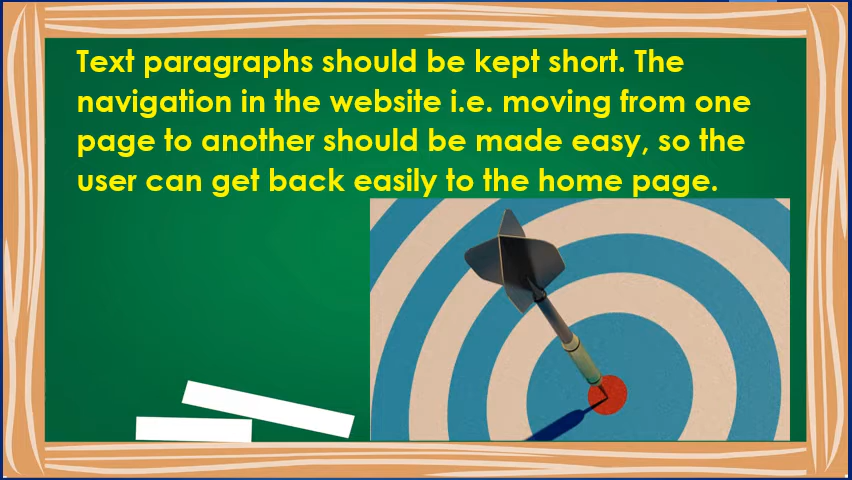 Text paragraphs should be kept short. The
navigation in the website i.e. moving from one
page to another should be made easy, so the
user can get back easily to the home page.